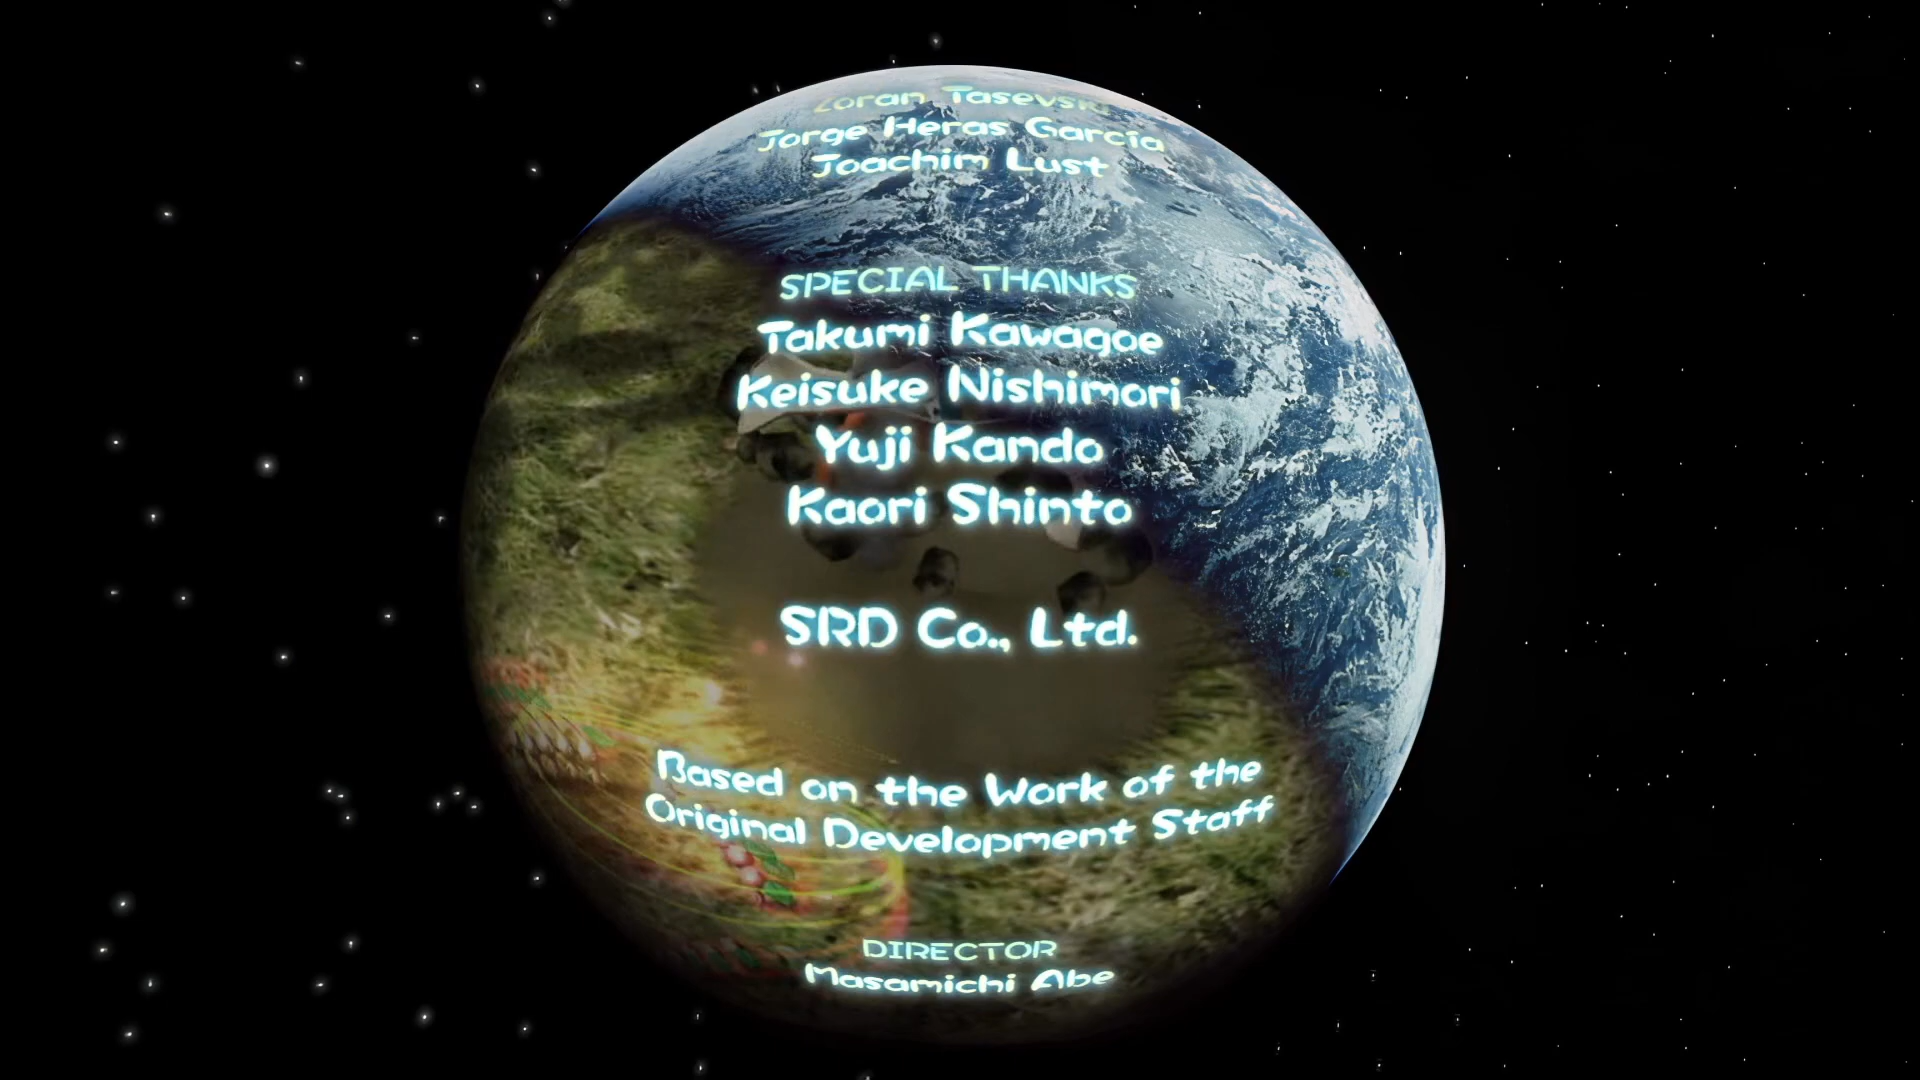 Zoran Tasevski
Jorge Heras García
Joachim Lust
SPECIAL THANKS
Takumi Kawagoe
Keisuke Nishimori
Yuji Kando
Kaori Shinto
SRD Co., Ltd.
Based on the Work of the
Original Development Staff
DIRECTOR
Masamichi Abe